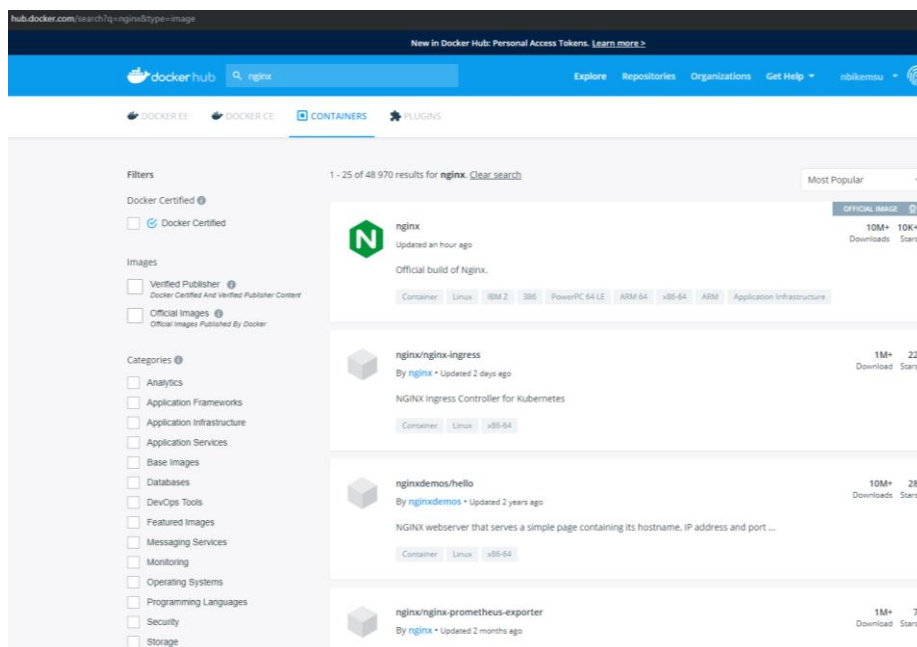 hub.docker.com/search?q=nginx&type=image
New in Docker Hub: Personal Access Tokens. Learn more >
dockerhub
nginx
Explore Repositories Organizations Get Help nbikemsu
DOCKER EE DOCKER CE CONTAINERS PLUGINS
Filters
Docker Certified
Docker Certified
Images
Verified Publisher
Docker Certified And Verified Publisher Content
Official Images
Official Images Published By Docker
Categories
Analytics
Application Frameworks
Application Infrastructure
Application Services
Base Images
Databases
DevOps Tools
Featured Images
Messaging Services
Monitoring
Operating Systems
Programming Languages
Security
Storage
1 - 25 of 48 970 results for nginx. Clear search
Most Popular
OFFICIAL IMAGE
nginx
Updated an hour ago
10M+ 10K+
Downloads Stars
Official build of Nginx.
Container Linux IBM Z 386 PowerPC 64 LE ARM 64 x86-64 ARM Application Infrastructure
nginx/nginx-ingress
By nginx • Updated 2 days ago
1M+ 22
Download Stars
NGINX Ingress Controller for Kubernetes
Container Linux x86-64
nginxdemos/hello
By nginxdemos • Updated 2 years ago
10M+ 28
Downloads Stars
NGINX webserver that serves a simple page containing its hostname, IP address and port ...
Container Linux x86-64
nginx/nginx-prometheus-exporter
By nginx • Updated 2 months ago
1M+ 7
Download Stars